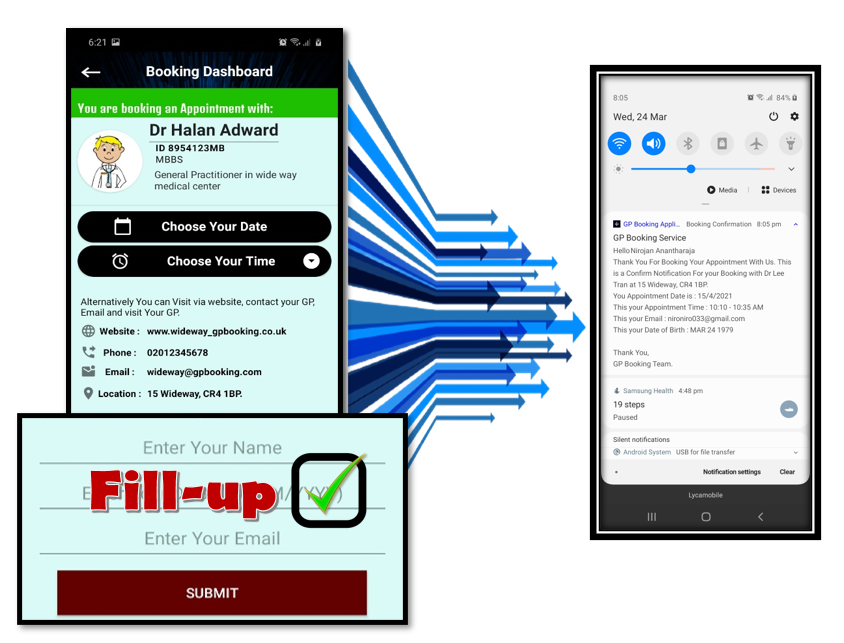 6:21
Booking Dashboard
You are booking an Appointment with:
Dr Halan Adward
ID 8954123MB
MBBS
General Practitioner in wide way
medical center
Choose Your Date
Choose Your Time
Alternatively You can Visit via website, contact your GP,
Email and visit Your GP.
Website : www.wideway_gpbooking.co.uk
Phone : 02012345678
Email : wideway@gpbooking.com
Location : 15 Wideway, CR4 1BP.
Enter Your Name
Fill-up
Enter Your Email
SUBMIT
8:05 84%
Wed, 24 Mar
Media Devices
GP Booking Appli... Booking Confirmation 8:05 pm
GP Booking Service
HelloNirojan Anantharaja
Thank You For Booking Your Appointment With Us. This
is a Confirm Notification For your Booking with Dr Lee
Tran at 15 Wideway, CR4 1BP.
You Appointment Date is : 15/4/2021
This your Appointment Time : 10:10 - 10:35 AM
This your Email : nironiro033@gmail.com
This your Date of Birth : MAR 24 1979
Thank You,
GP Booking Team.
Samsung Health 4:48 pm
19 steps
Paused
Silent notifications
Android System USB for file transfer
Notification settings Clear
Lycamobile